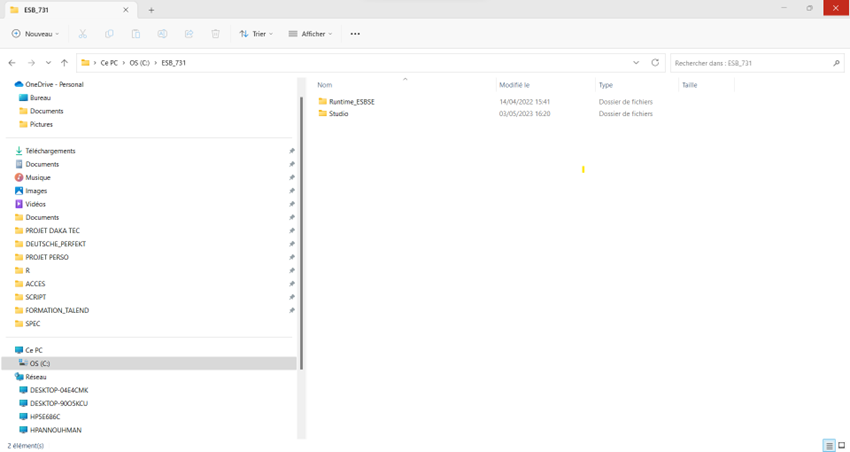 ESB_731
Nouveau
Trier
Afficher
Ce PC > OS (C:) > ESB_731
Rechercher dans : ESB_731
OneDrive - Personal
Bureau
Documents
Pictures
Téléchargements
Documents
Musique
Images
Vidéos
Documents
PROJET DAKA TEC
DEUTSCHE_PERFEKT
PROJET PERSO
R
ACCES
SCRIPT
FORMATION_TALEND
SPEC
Ce PC
OS (C:)
Réseau
DESKTOP-04E4CMK
DESKTOP-90O5KCU
HP5E686C
HPANNOUHMAN
Nom Modifié le Type Taille
Runtime_ESBSE 14/04/2022 15:41 Dossier de fichiers
Studio 03/05/2023 16:20 Dossier de fichiers
2 élément(s)